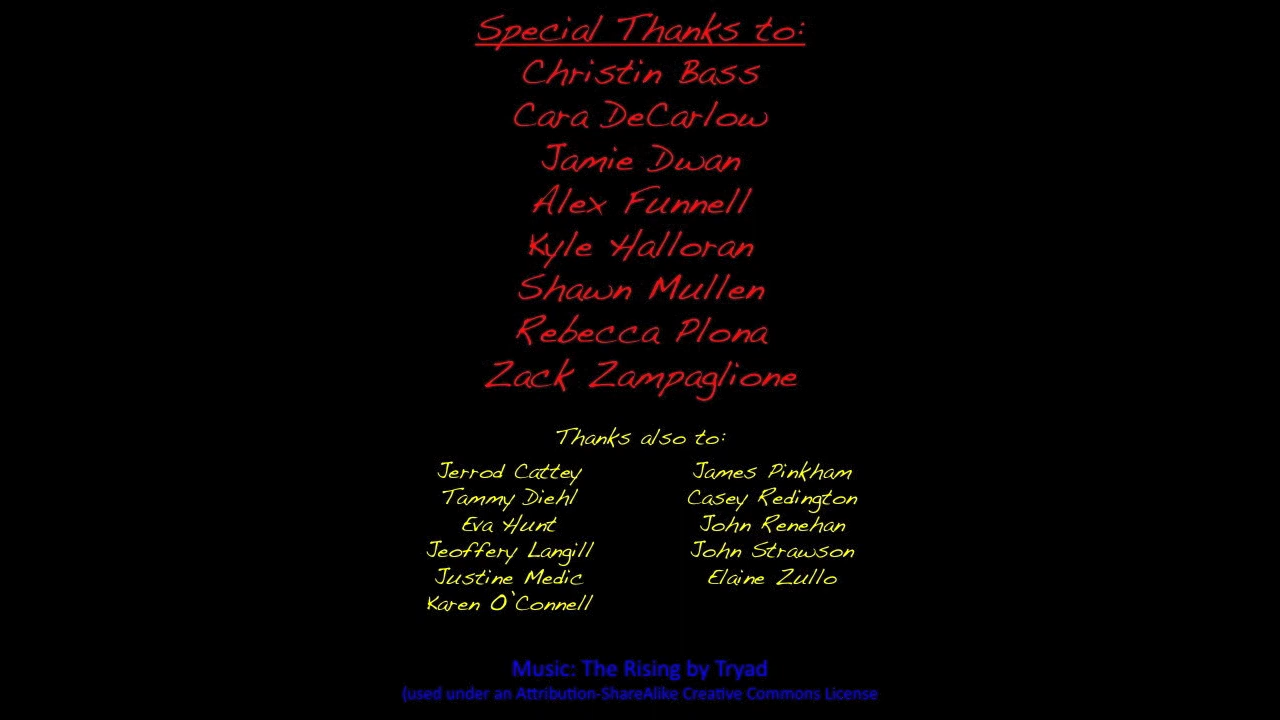 Special Thanks to:
Christin Bass
Cara DeCarlow
Jamie Dwan
Alex Funnell
Kyle Halloran
Shawn Mullen
Rebecca Plona
Zack Zampaglione
Thanks also to:
Jerrod Cattey
Tammy Diehl
Eva Hunt
Jeoffery Langill
Justine Medic
Karen O`Connell
James Pinkham
Casey Redington
John Renehan
John Strawson
Elaine Zullo
Music: The Rising by Tryad
(used under an Attribution-ShareAlike Creative Commons License